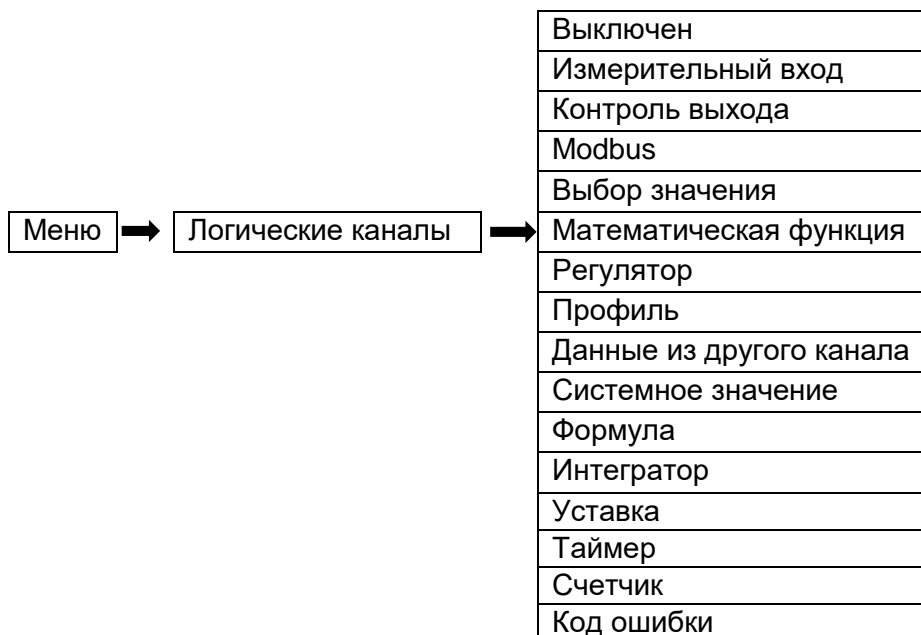 Меню
Логические каналы
Выключен
Измерительный вход
Контроль выхода
Modbus
Выбор значения
Математическая функция
Регулятор
Профиль
Данные из другого канала
Системное значение
Формула
Интегратор
Уставка
Таймер
Счетчик
Код ошибки